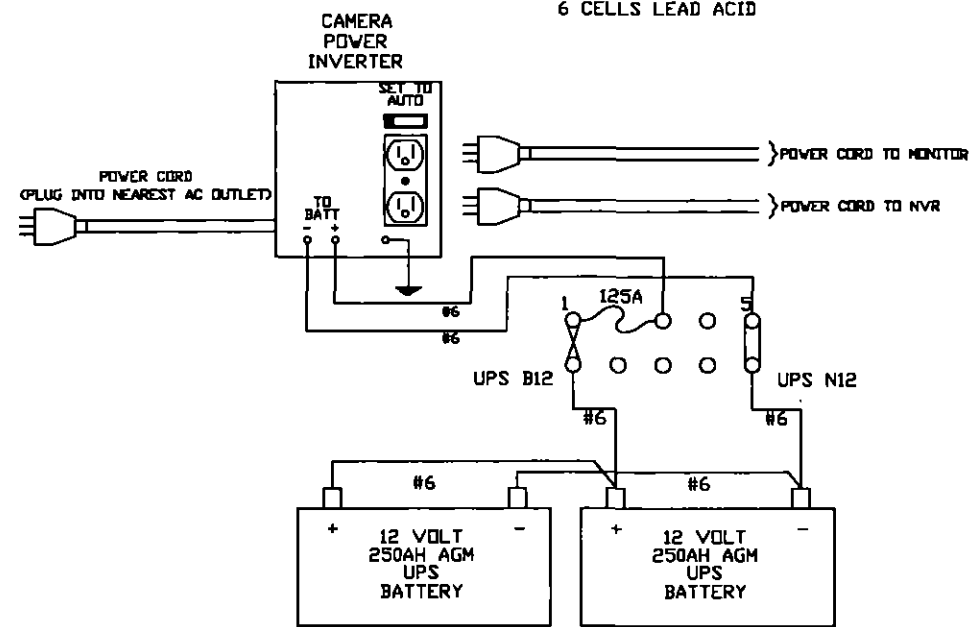 6 CELLS LEAD ACID
CAMERA
POWER
INVERTER
SET TO
AUTO
POWER CORD
(PLUG INTO NEAREST AC OUTLET)
TO
BATT
- +
POWER CORD TO MONITOR
POWER CORD TO NVR
#6
#6
1
125A
5
UPS B12
UPS N12
#6
#6
#6
#6
+ -
12 VOLT
250AH AGM
UPS
BATTERY
+ -
12 VOLT
250AH AGM
UPS
BATTERY